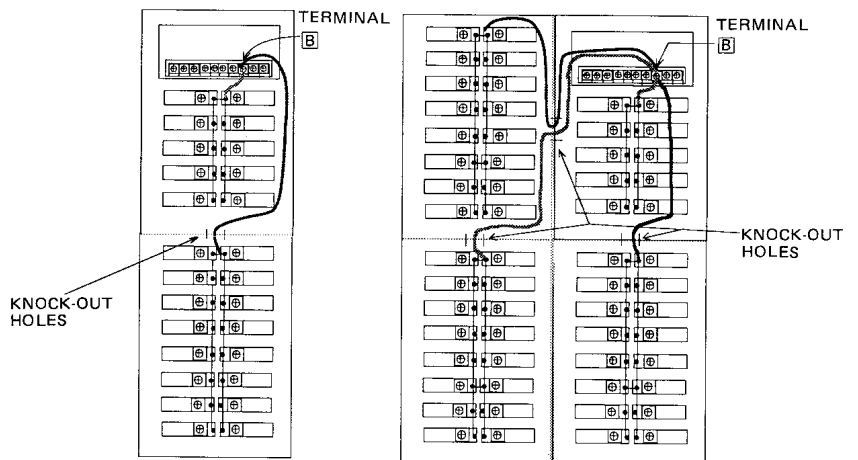 TERMINAL
B
KNOCK-OUT
HOLES
TERMINAL
B
KNOCK-OUT
HOLES